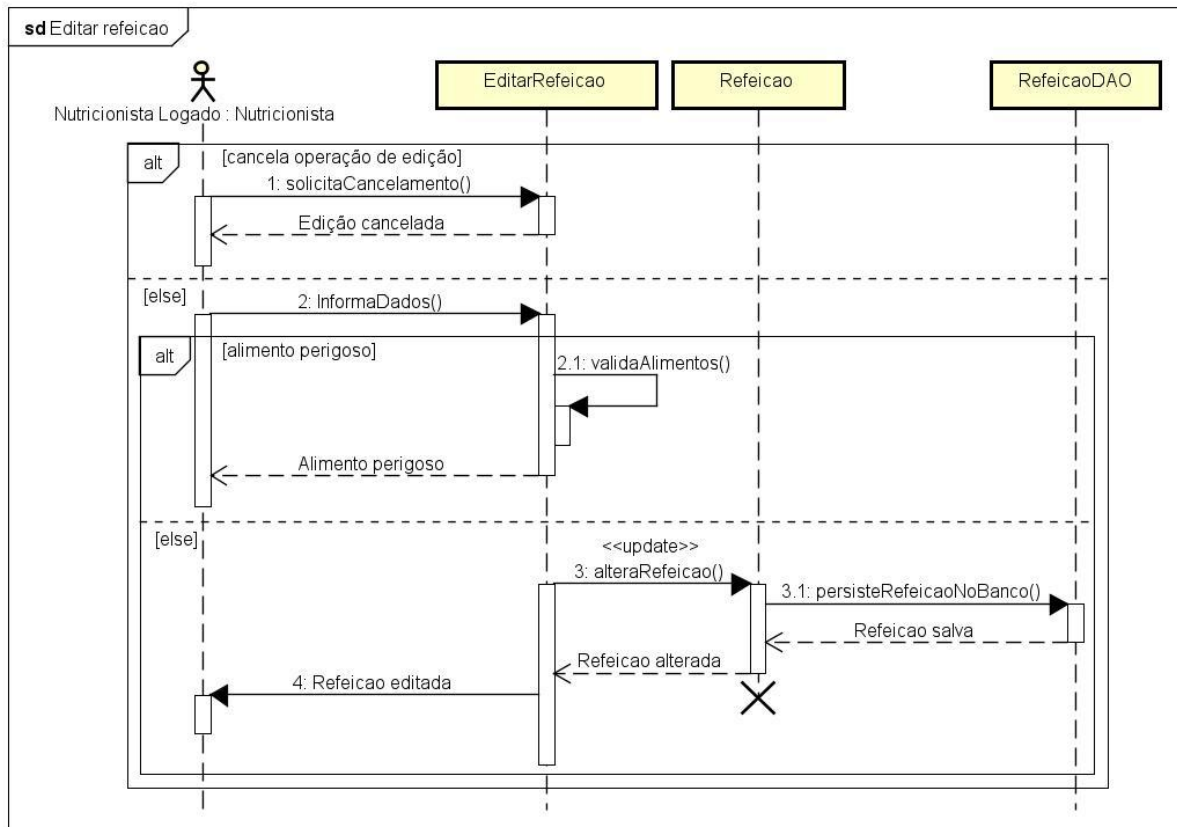 sd Editar refeicao
Nutricionista Logado : Nutricionista
EditarRefeicao
Refeicao
RefeicaoDAO
alt
[cancela operação de edição]
1: solicitaCancelamento()
Edição cancelada
[else]
2: InformaDados()
alt
[alimento perigoso]
2.1: validaAlimentos()
Alimento perigoso
[else]
<<update>>
3: alteraRefeicao()
3.1: persisteRefeicaoNoBanco()
Refeicao salva
Refeicao alterada
4: Refeicao editada